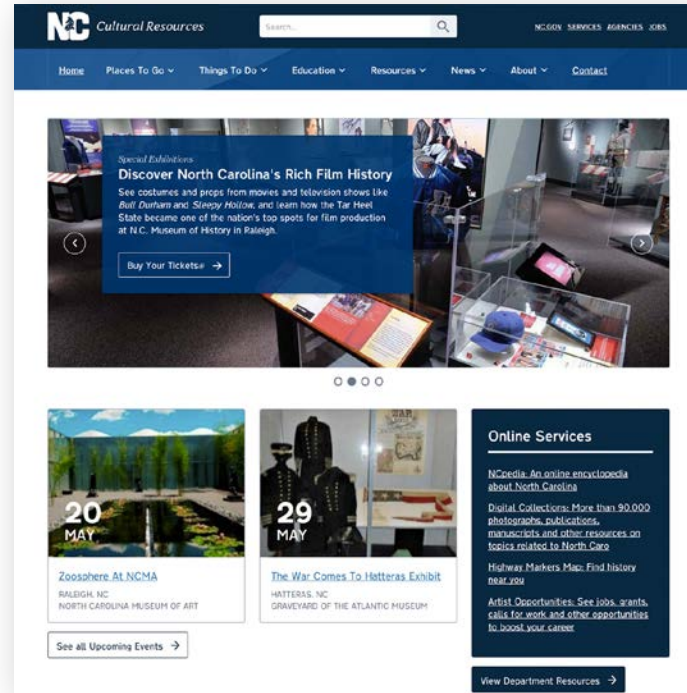 NC Cultural Resources
Search...
NC.GOV SERVICES AGENCIES JOBS
Home Places To Go Things To Do Education Resources News About Contact
Special Exhibitions
Discover North Carolina's Rich Film History
See costumes and props from movies and television shows like
Bull Durham and Sleepy Hollow, and learn how the Tar Heel
State became one of the nation's top spots for film production
at N.C. Museum of History in Raleigh.
Buy Your Tickets
20
MAY
Zoosphere At NCMA
RALEIGH, NC
NORTH CAROLINA MUSEUM OF ART
29
MAY
The War Comes To Hatteras Exhibit
HATTERAS, NC
GRAVEYARD OF THE ATLANTIC MUSEUM
See all Upcoming Events
Online Services
NCpedia: An online encyclopedia
about North Carolina
Digital Collections: More than 90,000
photographs, publications,
manuscripts and other resources on
topics related to North Caro
Highway Markers Map: Find history
near you
Artist Opportunities: See jobs, grants,
calls for work and other opportunities
to boost your career
View Department Resources